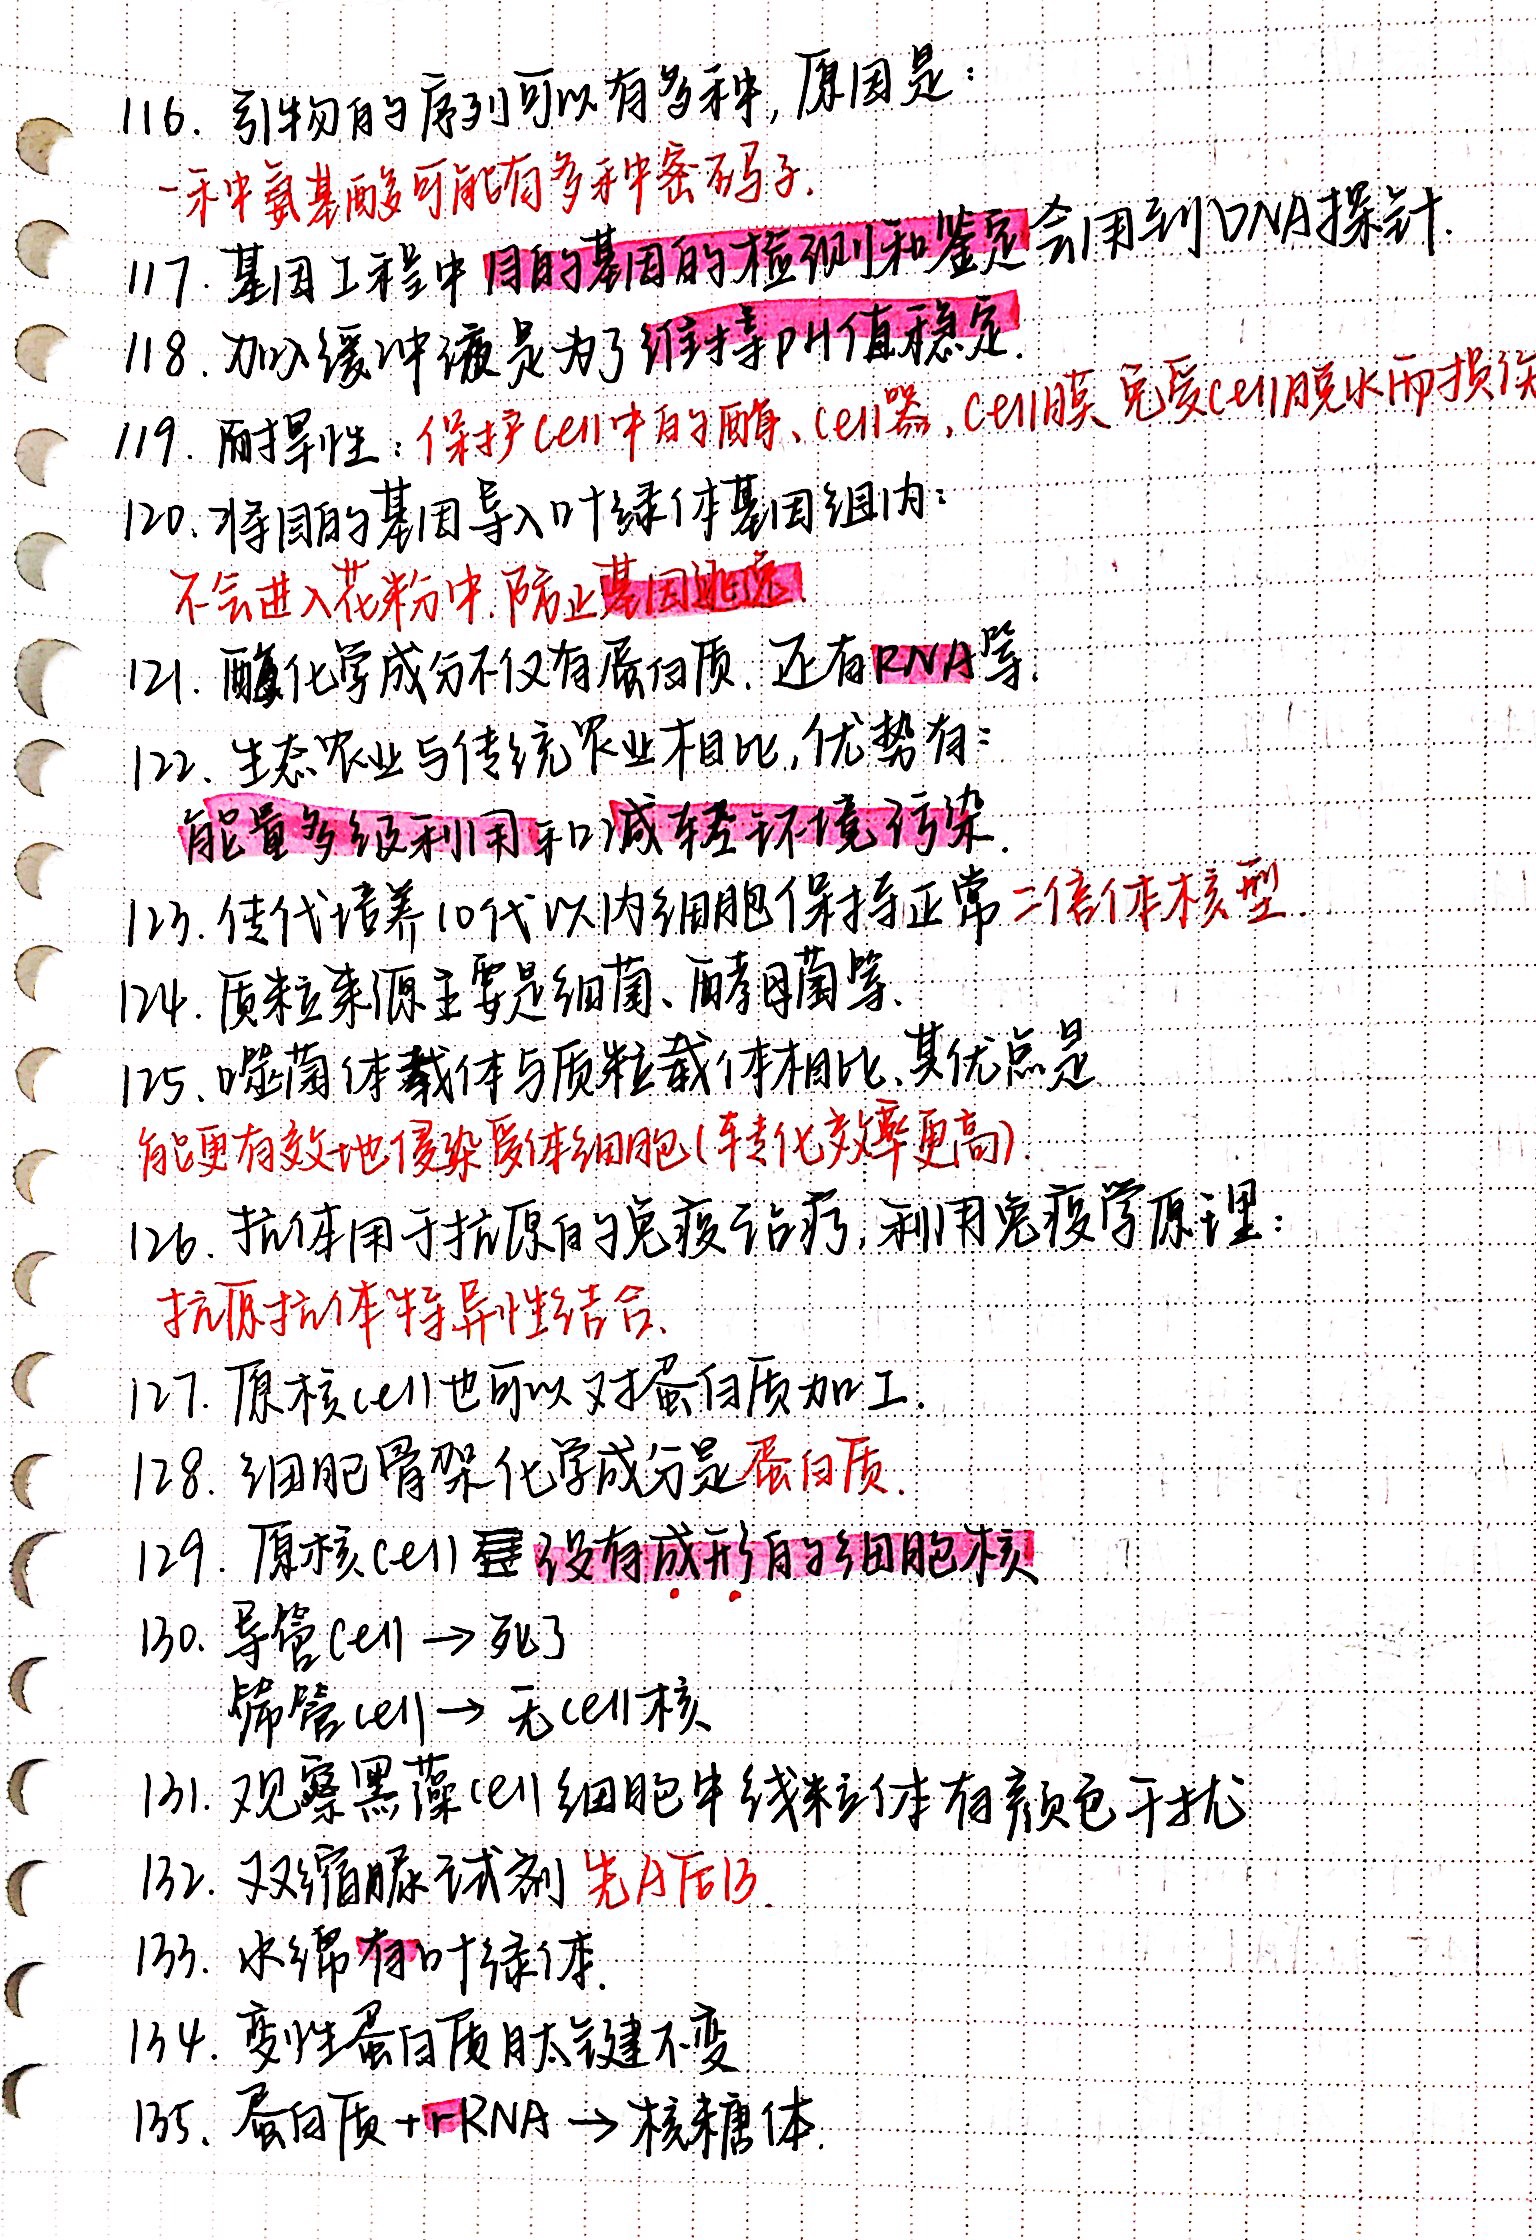 116. 引物的序列可以有多种, 原因是:
一种氨基酸可能有多种密码子.
117. 基因工程中目的基因的检测和鉴定会用到DNA探针.
118. 加入缓冲液是为了维持pH值稳定.
119. 耐旱性: 保护cell中的酶、cell器、cell膜免受cell脱水而损伤
120. 将目的基因导入叶绿体基因组内:
不会进入花粉中.防止基因逃逸.
121. 酶化学成分不仅有蛋白质. 还有RNA等.
122. 生态农业与传统农业相比, 优势有:
能量多级利用和减轻环境污染.
123. 传代培养10代以内细胞保持正常二倍体核型.
124. 质粒来源主要是细菌、酵母菌等.
125. 噬菌体载体与质粒载体相比、其优点是
能更有效地侵染受体细胞(转化效率更高).
126. 抗体用于抗原的免疫治疗, 利用免疫学原理:
抗原抗体特异性结合.
127. 原核cell也可以对蛋白质加工.
128. 细胞骨架化学成分是蛋白质.
129. 原核cell 没有成形的细胞核
130. 导管cell → 死了
筛管cell → 无cell核
131. 观察黑藻cell细胞中线粒体有颜色干扰
132. 双缩脲试剂 先A后B.
133. 水绵有叶绿体.
134. 变性蛋白质肽键不变
135. 蛋白质+rRNA → 核糖体.